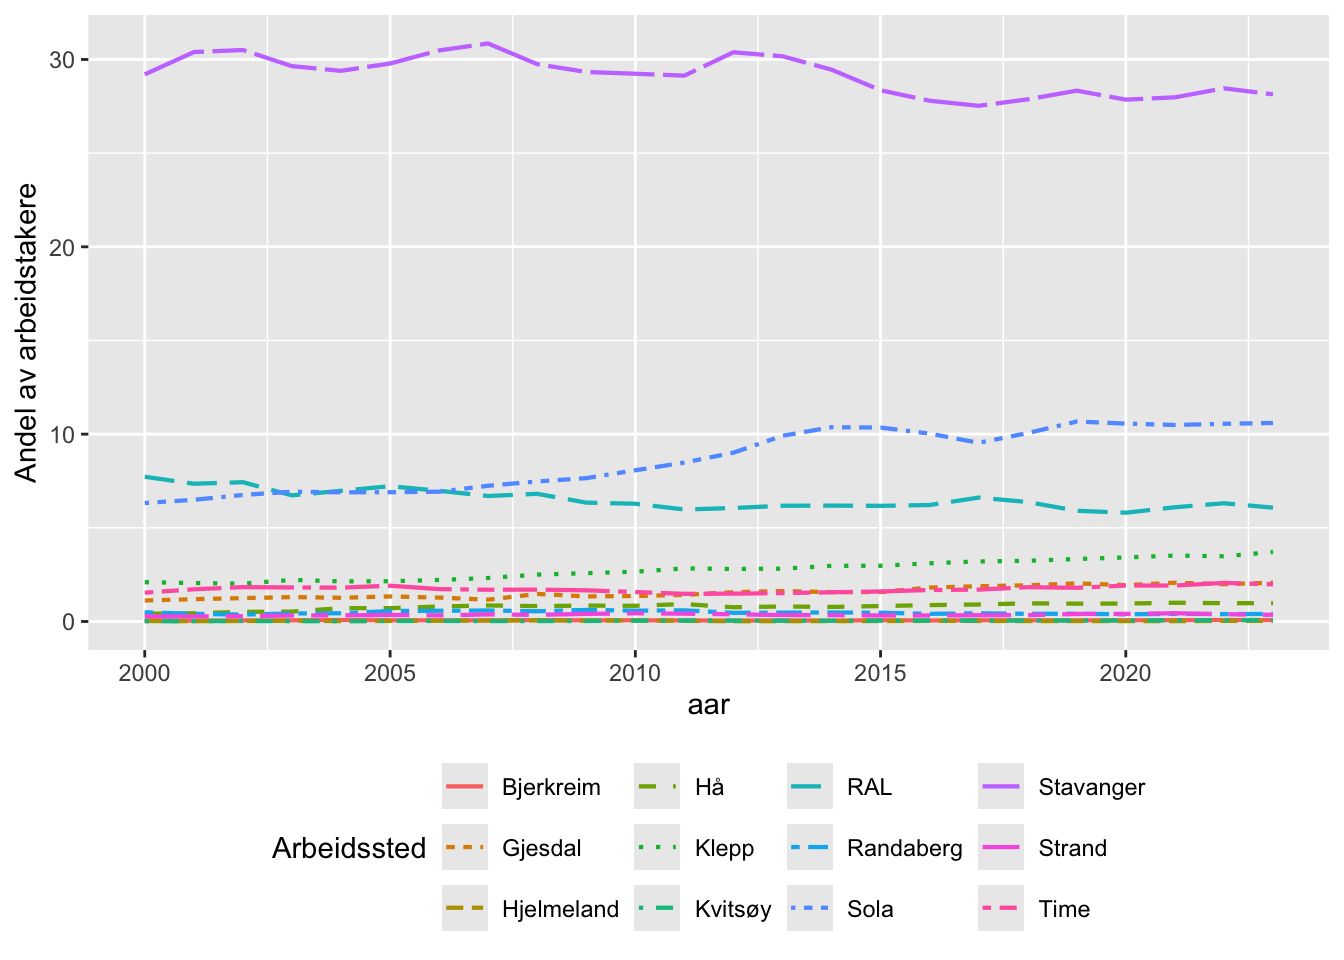 30
20
10
0
Andel av arbeidstakere
2000 2005 2010 2015 2020
aar
Arbeidssted
Bjerkreim Hå RAL Stavanger
Gjesdal Klepp Randaberg Strand
Hjelmeland Kvitsøy Sola Time